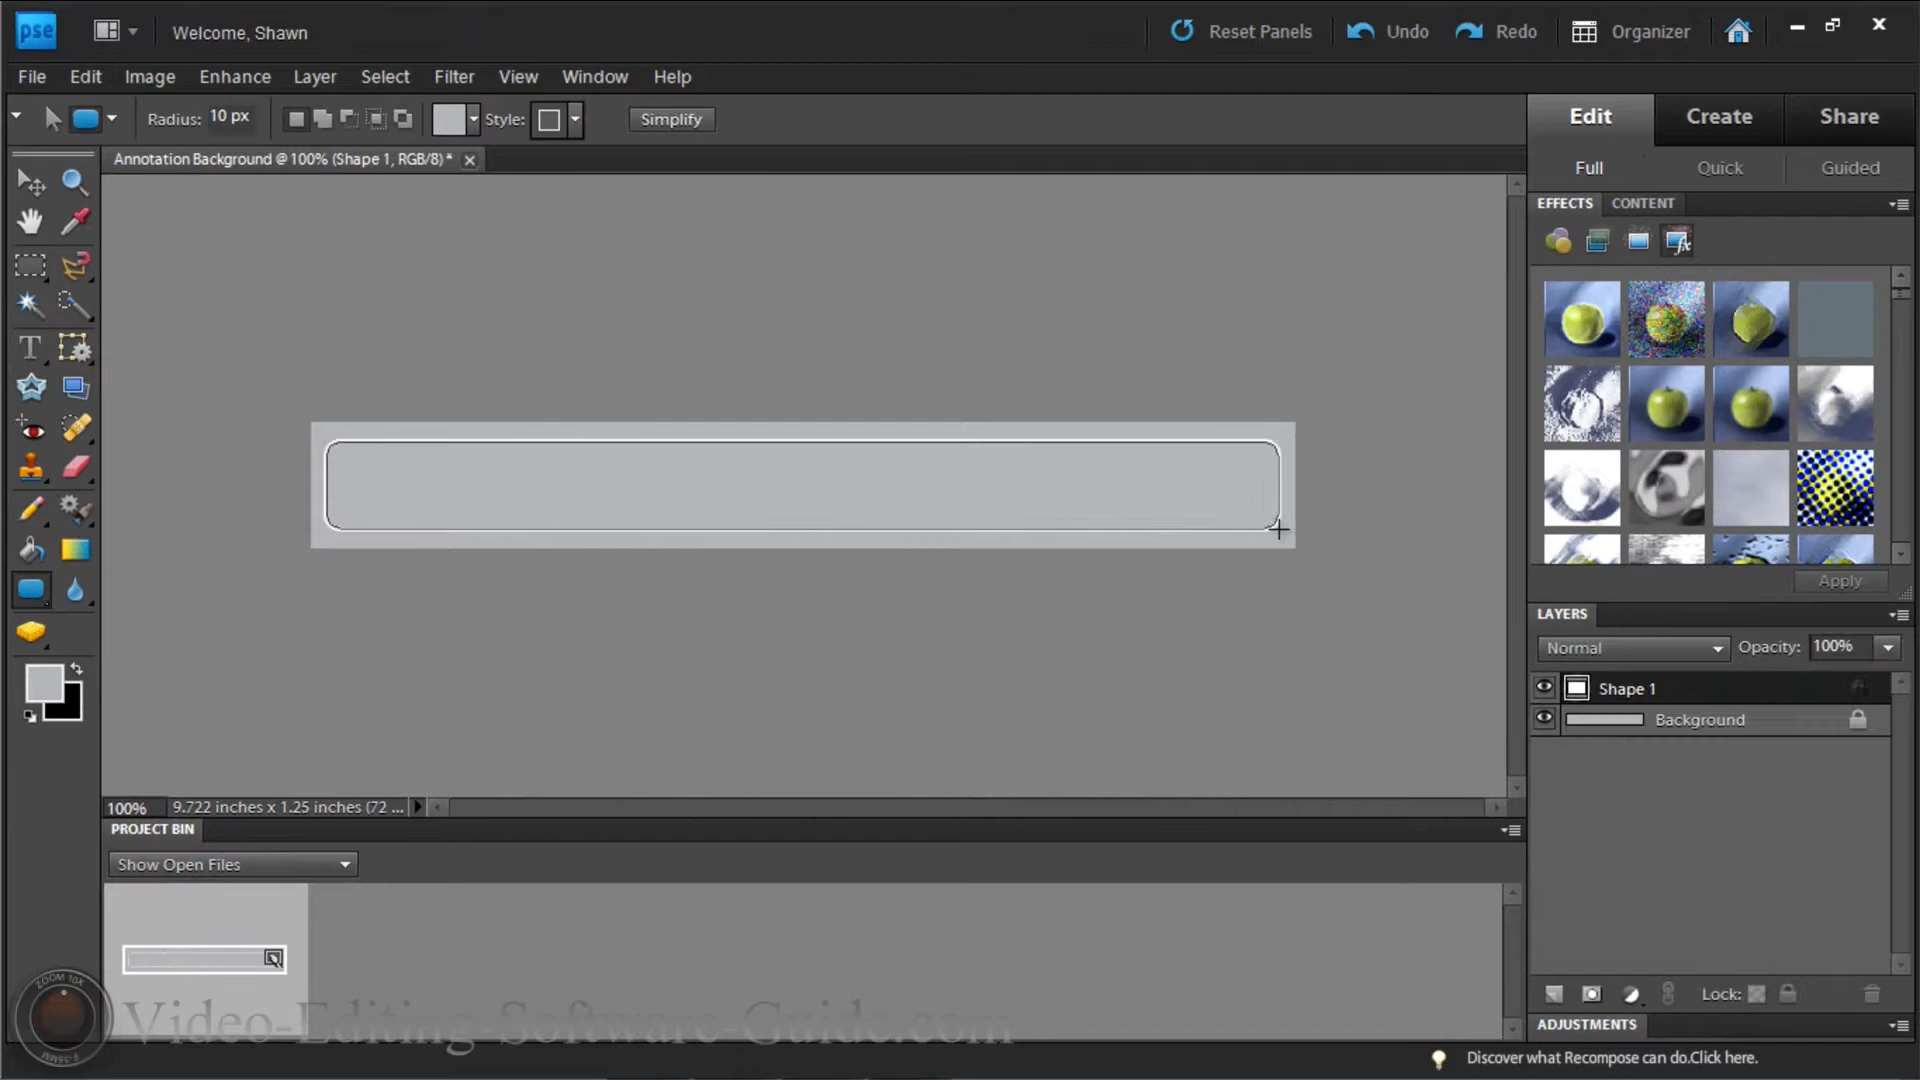 pse
Welcome, Shawn
Reset Panels
Undo
Redo
Organizer
File Edit Image Enhance Layer Select Filter View Window Help
Radius: 10 px
Style:
Simplify
Edit Create Share
Annotation Background @ 100% (Shape 1, RGB/8) *
Full Quick Guided
EFFECTS CONTENT
Apply
LAYERS
Normal Opacity: 100%
Shape 1
Background
100% 9.722 inches x 1.25 inches (72 ...
PROJECT BIN
Show Open Files
Lock:
ZOOM 10X
Video-Editing-Software-Guide.com
F-35MM
ADJUSTMENTS
Discover what Recompose can do.Click here.